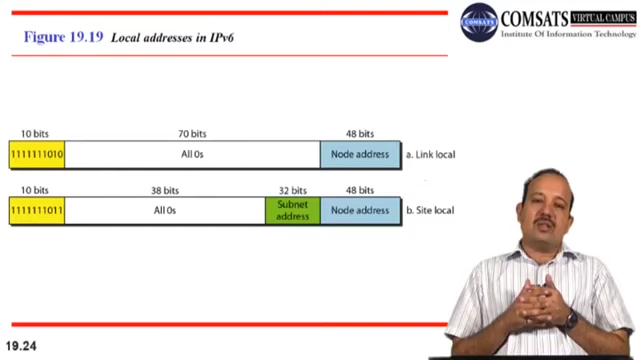 Figure 19.19 Local addresses in IPv6
COMSATS VIRTUAL CAMPUS
Institute Of Information Technology
10 bits 70 bits 48 bits
1111111010 All 0s Node address a. Link local
10 bits 38 bits 32 bits 48 bits
1111111011 All 0s Subnet address Node address b. Site local
19.24